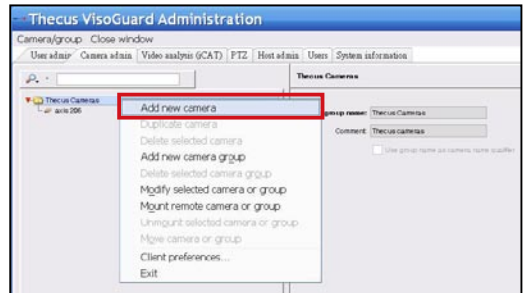 Thecus VisoGuard Administration
Camera/group Close window
User admin Camera admin Video analysis (iCAT) PTZ Host admin Users System information
Thecus Cameras
Thecus Cameras
axis 206
Add new camera
Duplicate camera
Delete selected camera
Add new camera group
Delete selected camera group
Modify selected camera or group
Mount remote camera or group
Unmount selected camera or group
Move camera or group
Client preferences...
Exit
group name: Thecus Cameras
Comment: Thecus cameras
Use group name as camera name qualifier